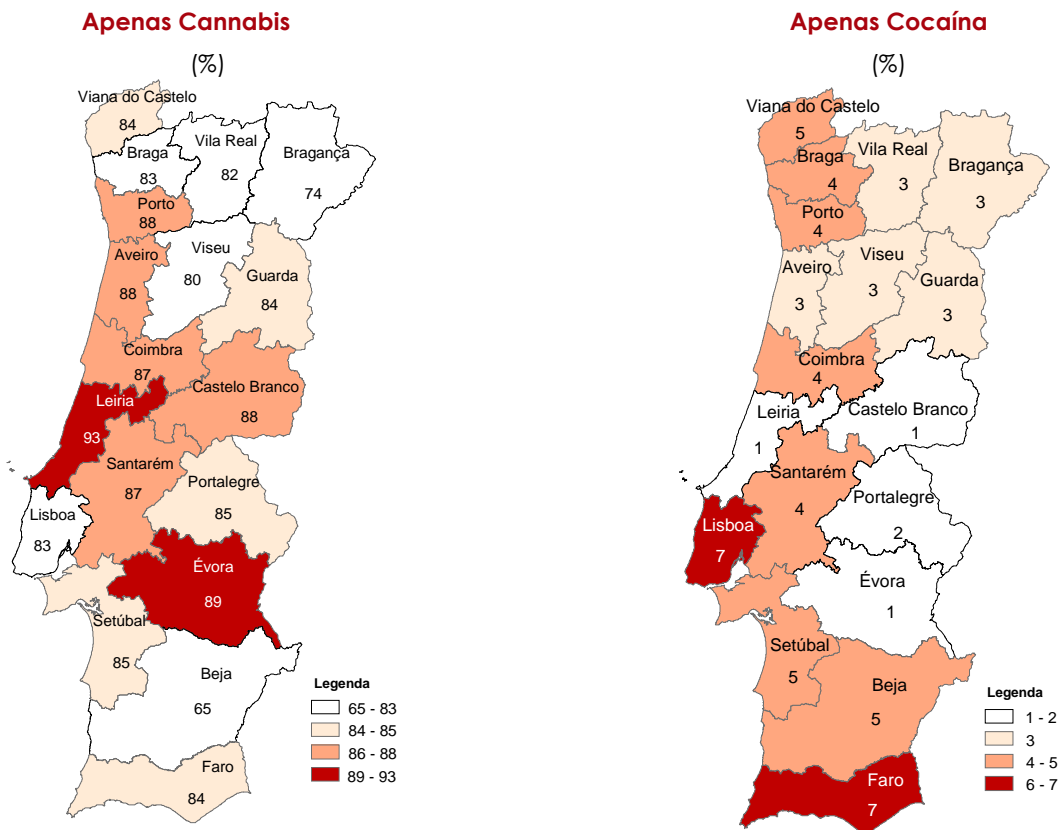 Apenas Cannabis
(%)
Viana do Castelo
84
Braga
83
Vila Real
82
Bragança
74
Porto
88
Aveiro
88
Viseu
80
Guarda
84
Coimbra
87
Castelo Branco
88
Leiria
93
Santarém
87
Portalegre
85
Lisboa
83
Évora
89
Setúbal
85
Beja
65
Faro
84
Legenda
65 - 83
84 - 85
86 - 88
89 - 93
Apenas Cocaína
(%)
Viana do Castelo
5
Braga
4
Vila Real
3
Bragança
3
Porto
4
Aveiro
3
Viseu
3
Guarda
3
Coimbra
4
Leiria
1
Castelo Branco
1
Santarém
4
Portalegre
2
Lisboa
7
Évora
1
Setúbal
5
Beja
5
Faro
7
Legenda
1 - 2
3
4 - 5
6 - 7